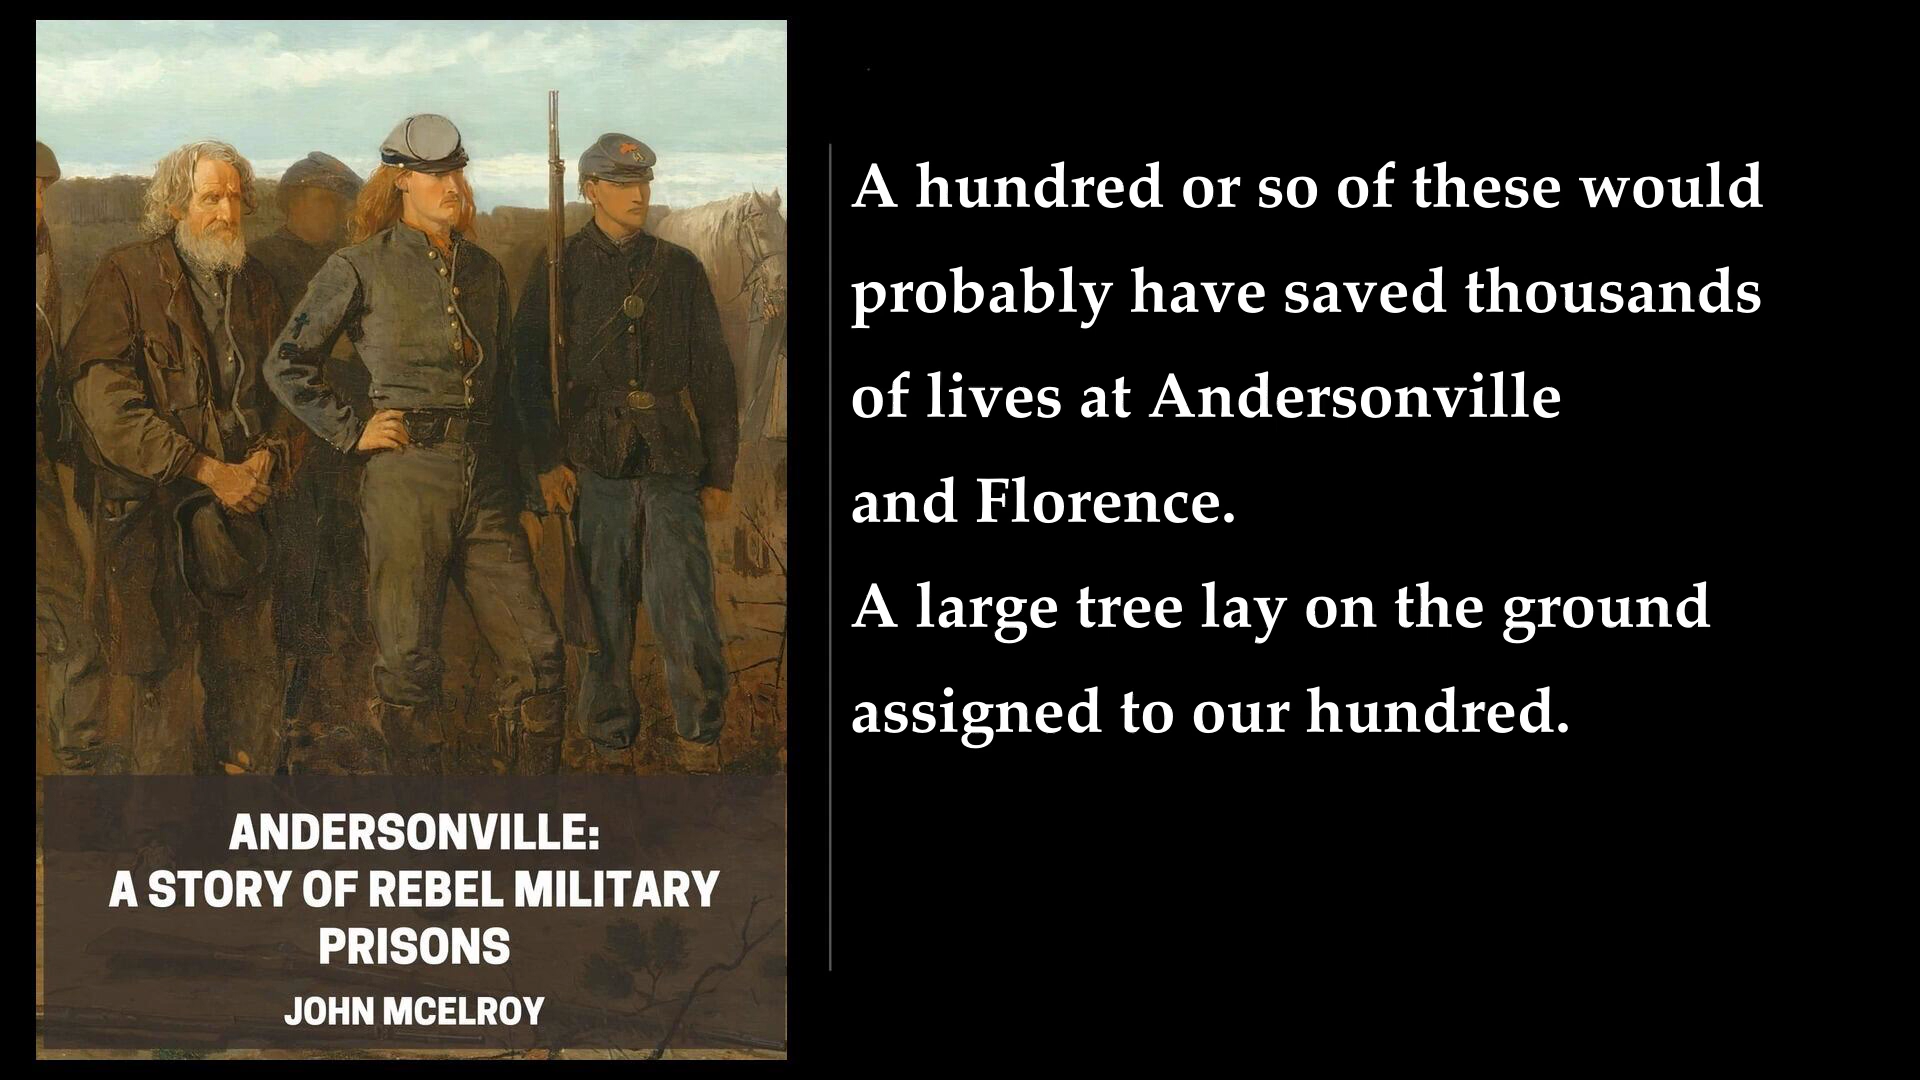 ANDERSONVILLE:
A STORY OF REBEL MILITARY
PRISONS
JOHN MCELROY
A hundred or so of these would
probably have saved thousands
of lives at Andersonville
and Florence.
A large tree lay on the ground
assigned to our hundred.